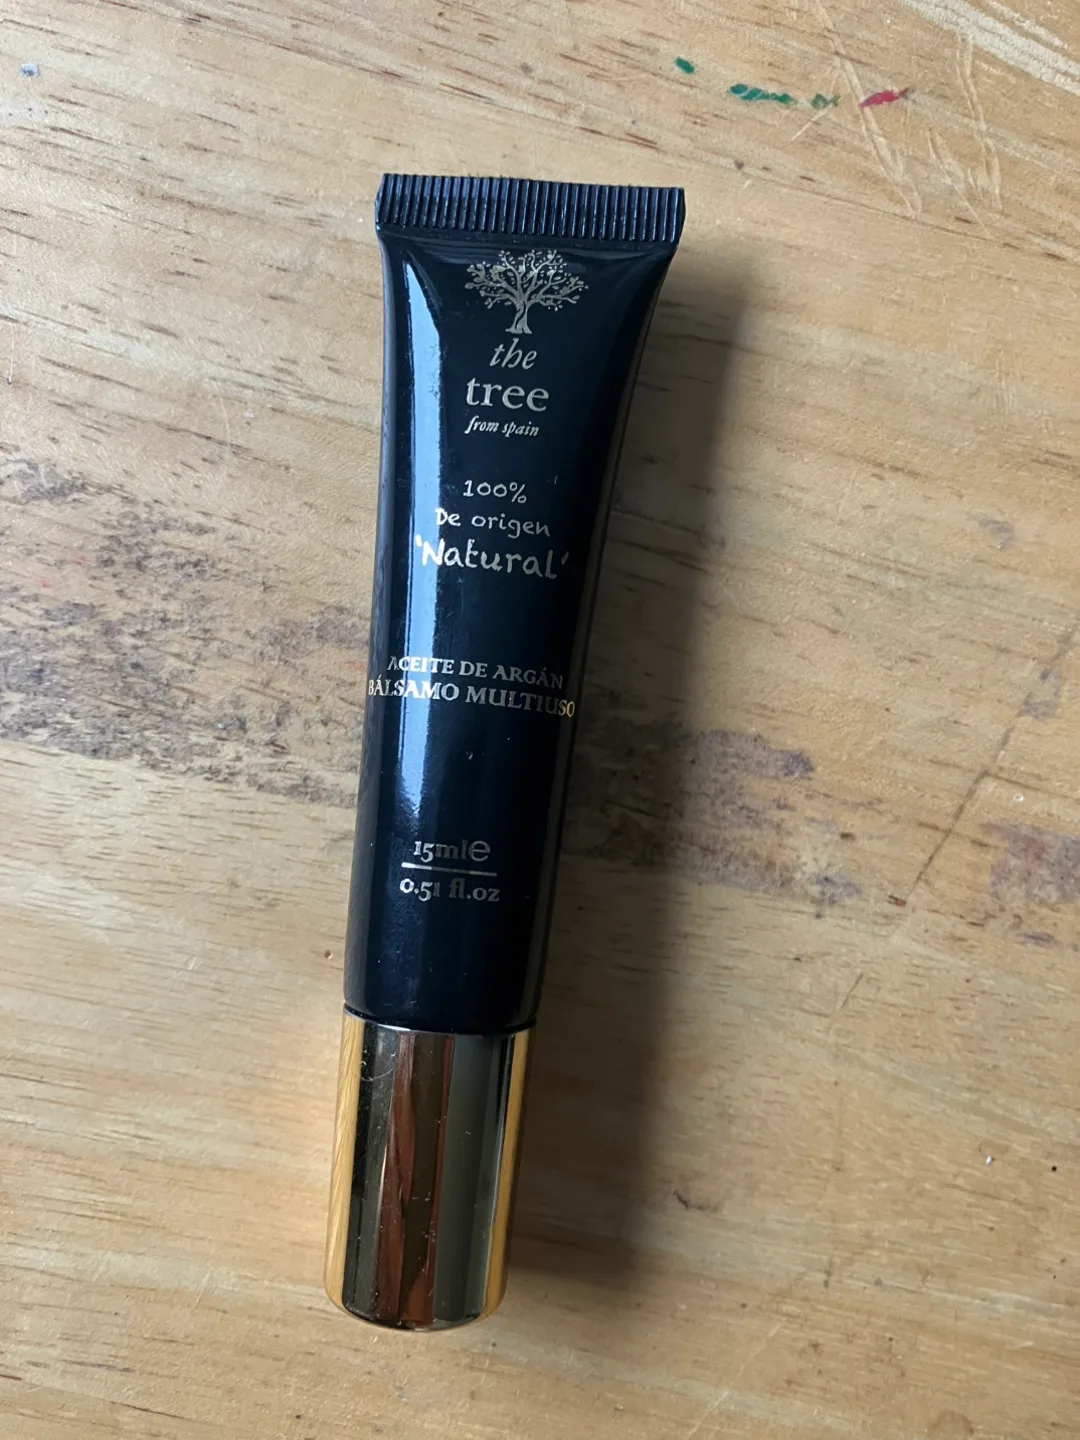 the
tree
from spain
100%
De origen
'Natural'
ACEITE DE ARGÁN
BÁLSAMO MULTIUSO
15ml e
0.51 fl.oz